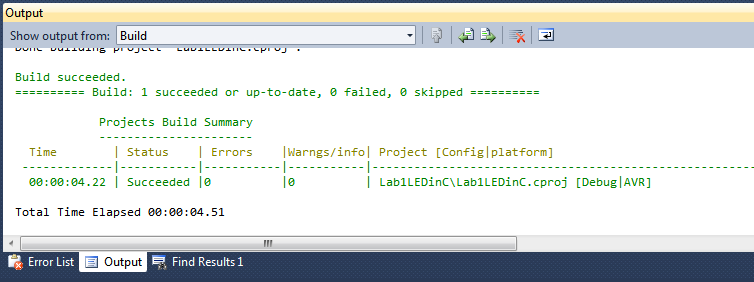 Output
Show output from: Build
Done building project "Lab1LEDinC.cproj".
Build succeeded.
========== Build: 1 succeeded or up-to-date, 0 failed, 0 skipped ==========
Projects Build Summary
----------------------
Time | Status | Errors |Warngs/info| Project [Config|platform]
-------------|-----------|-----------|-----------|---------------------------------------------------
00:00:04.22 | Succeeded |0 |0 | Lab1LEDinC\Lab1LEDinC.cproj [Debug|AVR]
Total Time Elapsed 00:00:04.51
Error List Output Find Results 1